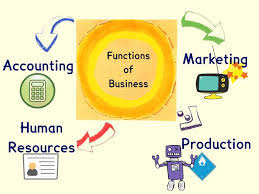 Functions
of
Business
Accounting
Marketing
Human
Resources
Production